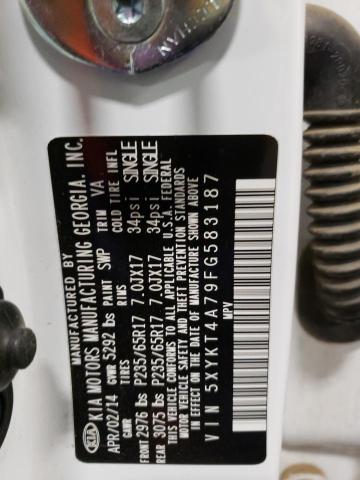 MANUFACTURED BY
KIA KIA MOTORS MANUFACTURING GEORGIA, INC.
APR/02/14 GVWR 5292 lbs PAINT SWP TRIM VA
GAWR TIRES RIMS COLD TIRE INFL
FRONT 2976 lbs P235/65R17 7.0JX17 34psi SINGLE
REAR 3075 lbs P235/65R17 7.0JX17 34psi SINGLE
THIS VEHICLE CONFORMS TO ALL APPLICABLE U.S. FEDERAL
MOTOR VEHICLE SAFETY AND THEFT PREVENTION STANDARDS
IN EFFECT ON THE DATE OF MANUFACTURE SHOWN ABOVE.
VIN 5XYKT4A79FG583187
MPV